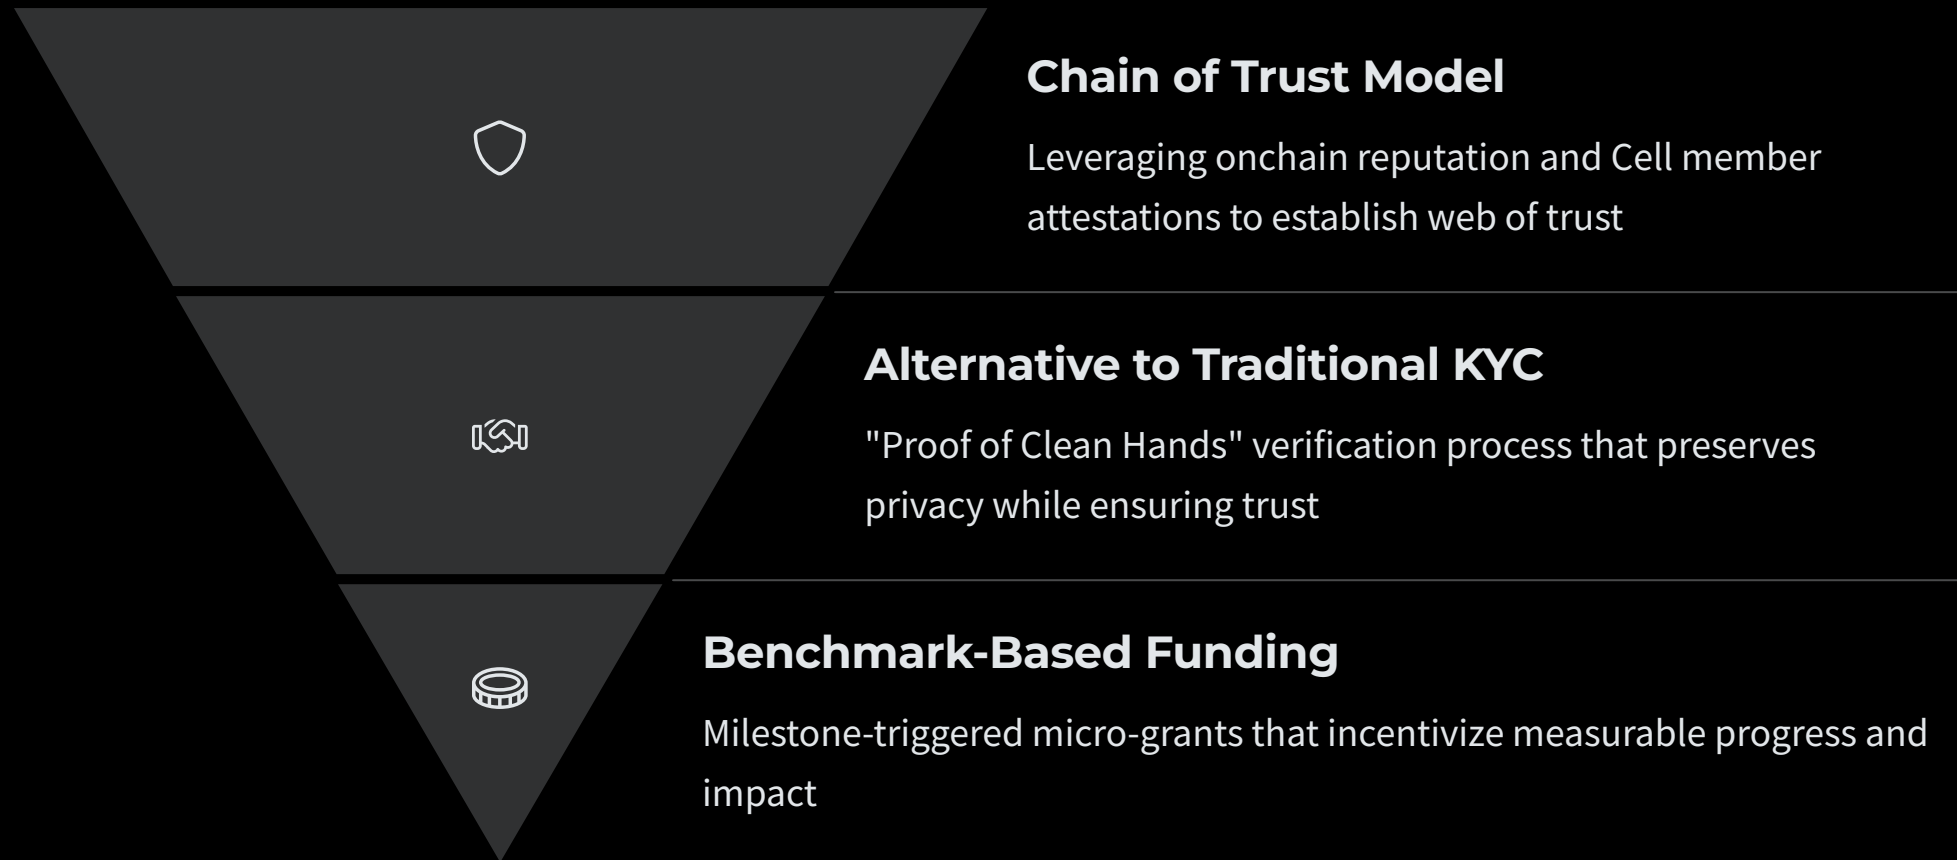 Chain of Trust Model
Leveraging onchain reputation and Cell member
attestations to establish web of trust
Alternative to Traditional KYC
"Proof of Clean Hands" verification process that preserves
privacy while ensuring trust
Benchmark-Based Funding
Milestone-triggered micro-grants that incentivize measurable progress and
impact